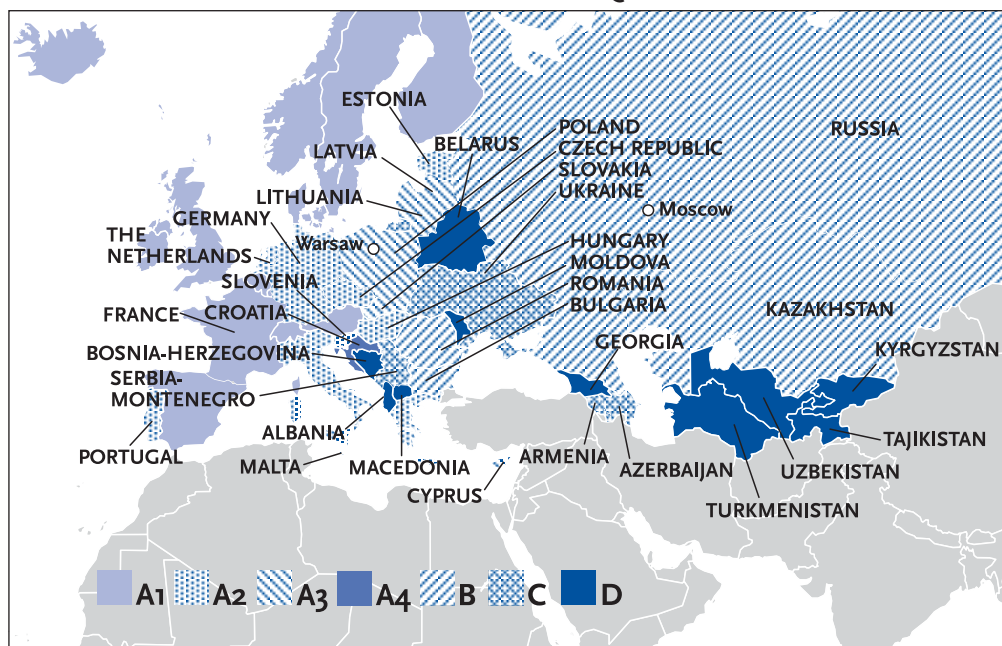 ESTONIA
POLAND
BELARUS
CZECH REPUBLIC
RUSSIA
LATVIA
SLOVAKIA
UKRAINE
LITHUANIA
Moscow
GERMANY
THE
NETHERLANDS
Warsaw
HUNGARY
MOLDOVA
SLOVENIA
ROMANIA
BULGARIA
FRANCE
CROATIA
KAZAKHSTAN
GEORGIA
KYRGYZSTAN
BOSNIA-HERZEGOVINA
SERBIA-
MONTENEGRO
ALBANIA
PORTUGAL
MALTA
MACEDONIA
ARMENIA
TAJIKISTAN
AZERBAIJAN
UZBEKISTAN
CYPRUS
TURKMENISTAN
A1 A2 A3 A4 B C D